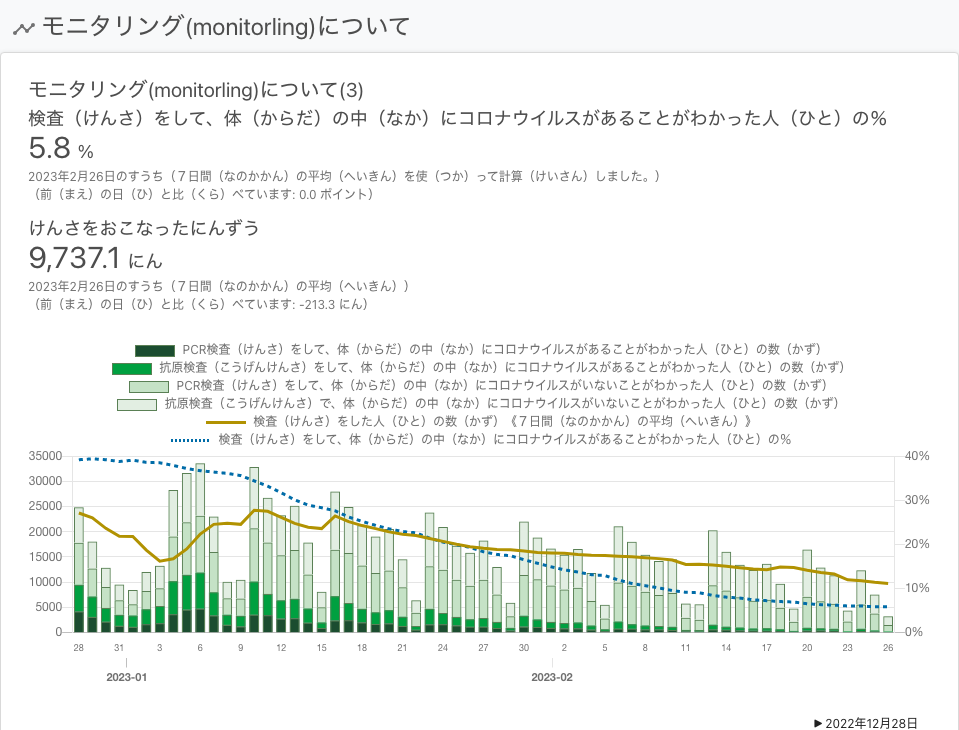 モニタリング(monitorling)について
モニタリング(monitorling)について(3)
検査（けんさ）をして、体（からだ）の中（なか）にコロナウイルスがあることがわかった人（ひと）の%
5.8 %
2023年2月26日のすうち（７日間（なのかかん）の平均（へいきん）を使（つか）って計算（けいさん）しました。）
（前（まえ）の日（ひ）と比（くら）べています: 0.0 ポイント）
けんさをおこなったにんずう
9,737.1 にん
2023年2月26日のすうち（７日間（なのかかん）の平均（へいきん））
（前（まえ）の日（ひ）と比（くら）べています: -213.3 にん）
PCR検査（けんさ）をして、体（からだ）の中（なか）にコロナウイルスがあることがわかった人（ひと）の数（かず）
抗原検査（こうげんけんさ）をして、体（からだ）の中（なか）にコロナウイルスがあることがわかった人（ひと）の数（かず）
PCR検査（けんさ）をして、体（からだ）の中（なか）にコロナウイルスがいないことがわかった人（ひと）の数（かず）
抗原検査（こうげんけんさ）で、体（からだ）の中（なか）にコロナウイルスがいないことがわかった人（ひと）の数（かず）
検査（けんさ）をした人（ひと）の数（かず）《７日間（なのかかん）の平均（へいきん）》
検査（けんさ）をして、体（からだ）の中（なか）にコロナウイルスがあることがわかった人（ひと）の%
35000 40%
30000 30%
25000
20000 20%
15000
10000 10%
5000
0 0%
28 31 3 6 9 12 15 18 21 24 27 30 2 5 8 11 14 17 20 23 26
2023-01 2023-02
▶ 2022年12月28日